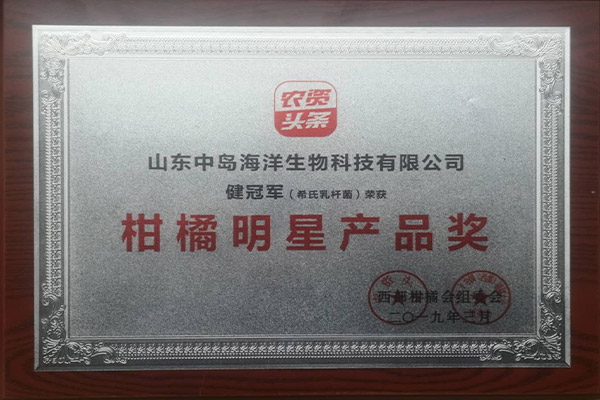 农资
头条
山东中岛海洋生物科技有限公司
健冠军(希氏乳杆菌)荣获
柑橘明星产品奖
西部柑橘会组委会
二〇一九年三月